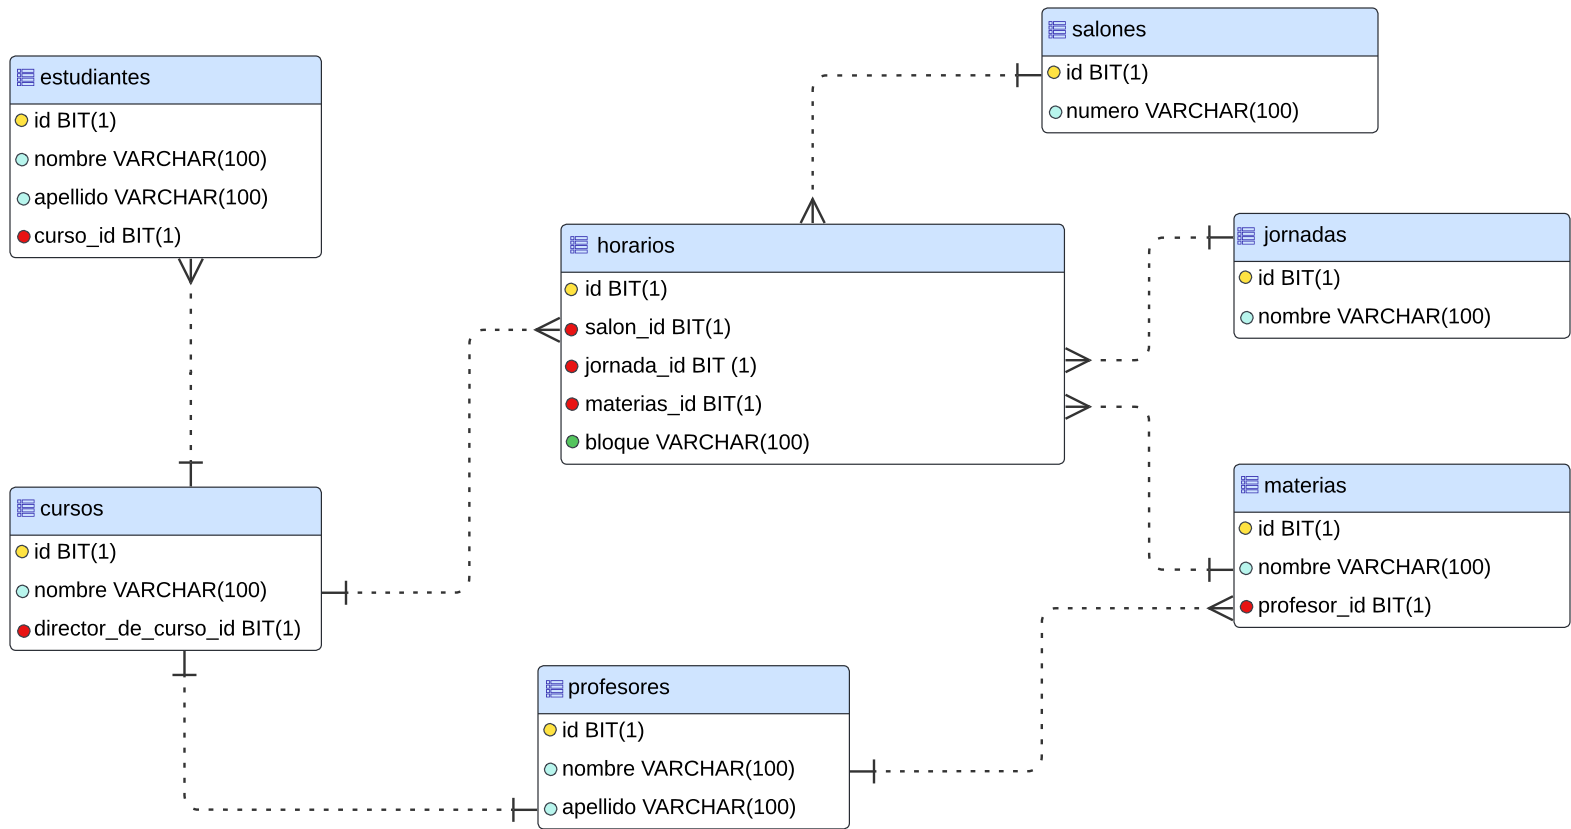 estudiantes
id BIT(1)
nombre VARCHAR(100)
apellido VARCHAR(100)
curso_id BIT(1)
cursos
id BIT(1)
nombre VARCHAR(100)
director_de_curso_id BIT(1)
horarios
id BIT(1)
salon_id BIT(1)
jornada_id BIT (1)
materias_id BIT(1)
bloque VARCHAR(100)
profesores
id BIT(1)
nombre VARCHAR(100)
apellido VARCHAR(100)
salones
id BIT(1)
numero VARCHAR(100)
jornadas
id BIT(1)
nombre VARCHAR(100)
materias
id BIT(1)
nombre VARCHAR(100)
profesor_id BIT(1)